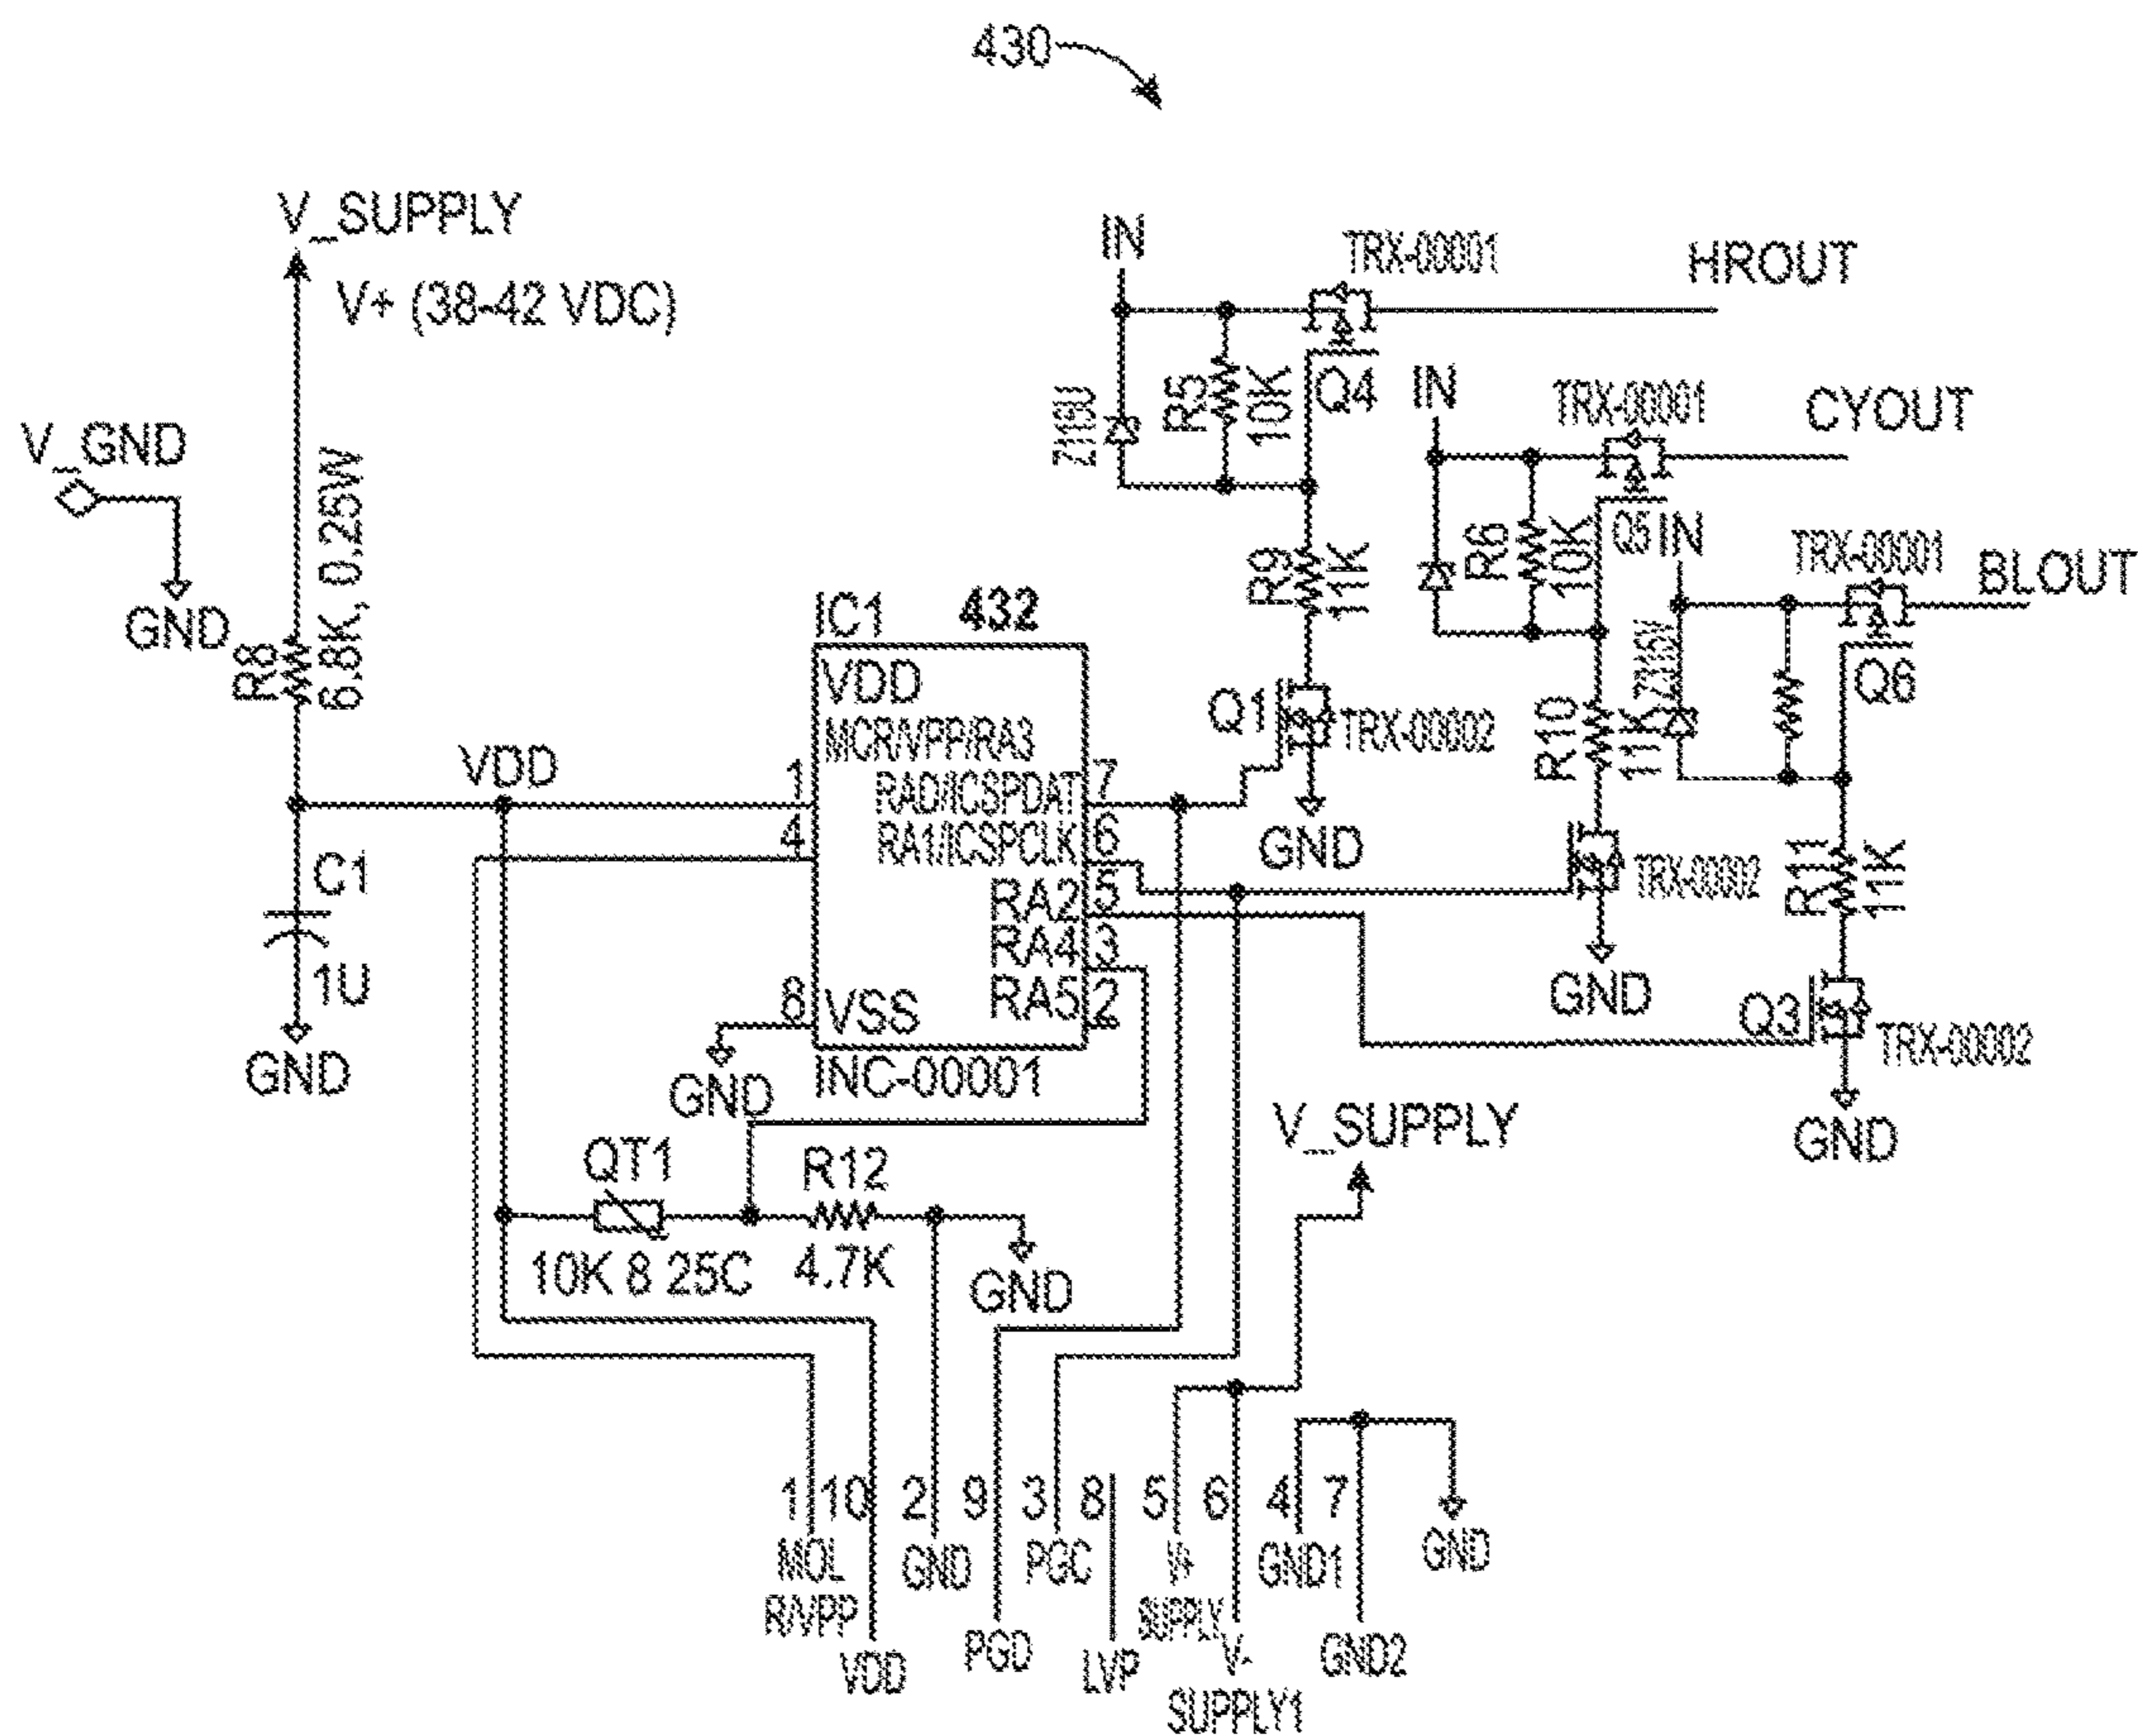 430
V_SUPPLY
V+ (38-42 VDC)
V_GND
GND
R8
6.8K, 0.25W
VDD
C1
1U
GND
IC1 432
VDD
MCR/VPP/RA3
RA0/ICSPDAT
RA1/ICSPCLK
RA2
RA4
RA5
VSS
1
4
8
7
6
5
3
2
INC-00001
GND
QT1
10K 8 25C
R12
4.7K
GND
IN
TRX-00001
HROUT
R5
10K
Q4
R9
11K
Q1
TRX-00002
GND
IN
TRX-00001
CYOUT
R6
10K
Q5
R10
11K
TRX-00002
GND
IN
TRX-00001
BLOUT
Q6
R11
11K
Q3
TRX-00002
GND
V_SUPPLY
1 10 2 9 3 8 5 6 4 7
MOL
R/VPP
VDD
GND
PGD
PGC
LVP
V+
SUPPLY
V-
SUPPLY1
GND1
GND2
GND